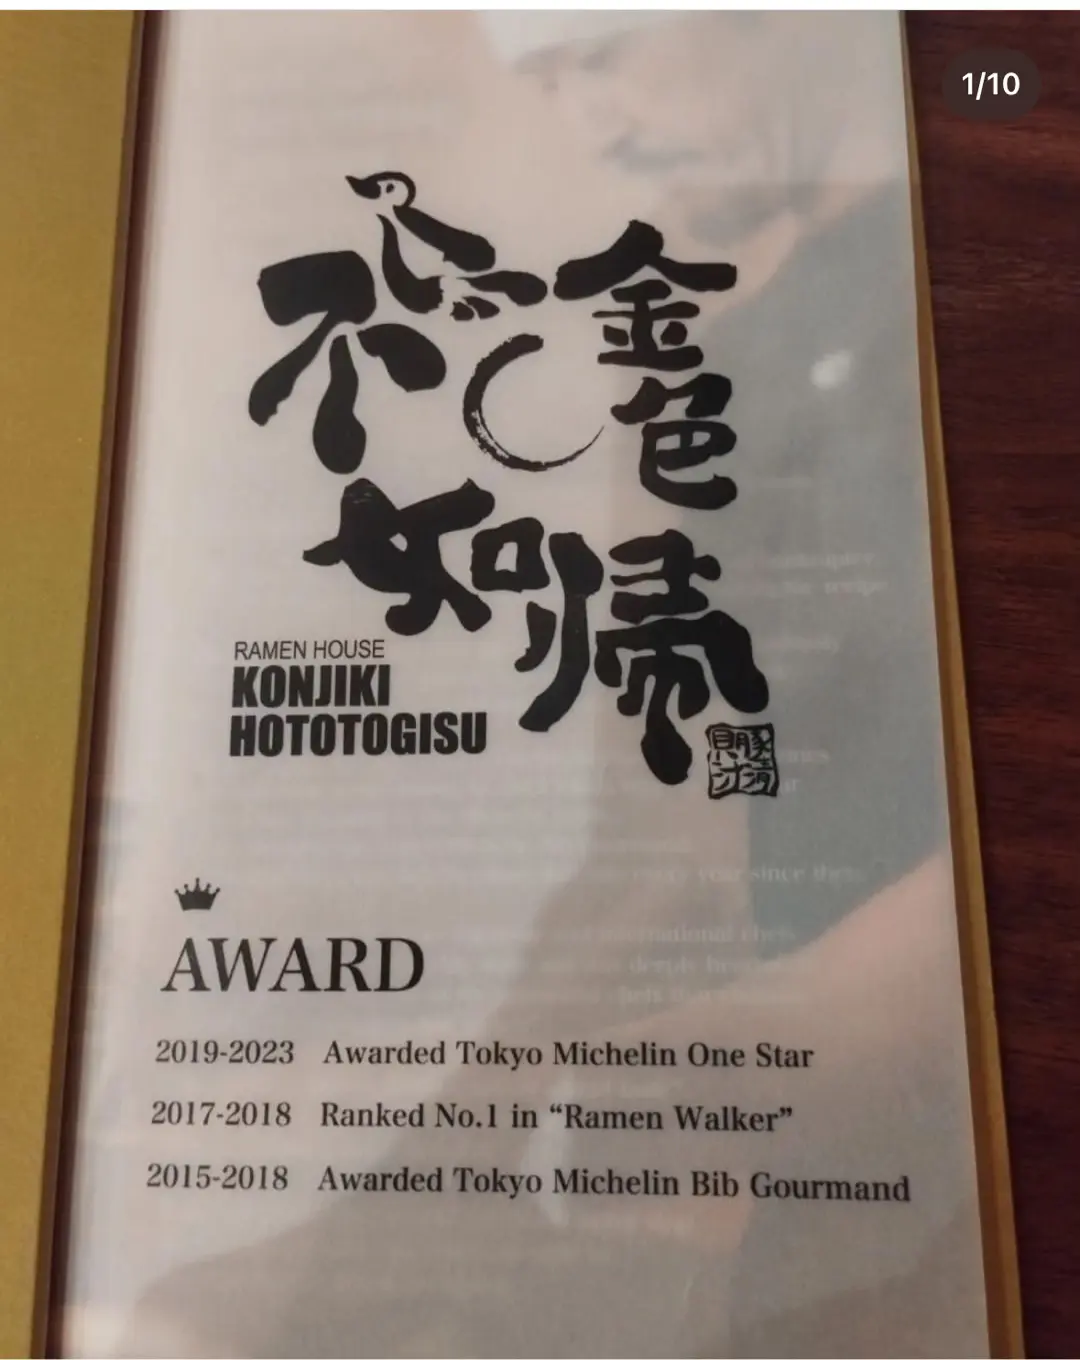 1/10
金色
不如帰
RAMEN HOUSE
KONJIKI
HOTOTOGISU
AWARD
2019-2023 Awarded Tokyo Michelin One Star
2017-2018 Ranked No.1 in “Ramen Walker”
2015-2018 Awarded Tokyo Michelin Bib Gourmand